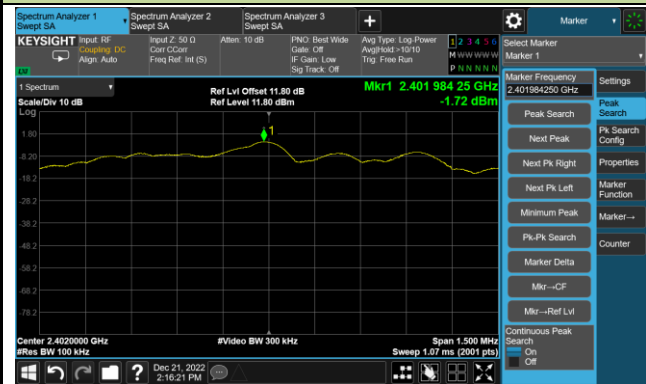 Spectrum Analyzer 1
Swept SA
Spectrum Analyzer 2
Swept SA
Spectrum Analyzer 3
Swept SA
+
Marker
KEYSIGHT
Input: RF
Coupling: DC
Align: Auto
Input Z: 50 Ω
Corr CCorr
Freq Ref: Int (S)
Atten: 10 dB
PNO: Best Wide
Gate: Off
IF Gain: Low
Sig Track: Off
Avg Type: Log-Power
Avg|Hold:>10/10
Trig: Free Run
1 2 3 4 5 6
M W W W W W
P N N N N N
Select Marker
Marker 1
LVI
1 Spectrum
Scale/Div 10 dB
Log
Ref Lvl Offset 11.80 dB
Ref Level 11.80 dBm
Mkr1 2.401 984 25 GHz
-1.72 dBm
1
1.80
-8.20
-18.2
-28.2
-38.2
-48.2
-58.2
-68.2
-78.2
Center 2.4020000 GHz
#Res BW 100 kHz
#Video BW 300 kHz
Span 1.500 MHz
Sweep 1.07 ms (2001 pts)
Marker Frequency
2.401984250 GHz
Peak Search
Next Peak
Next Pk Right
Next Pk Left
Minimum Peak
Pk-Pk Search
Marker Delta
Mkr→CF
Mkr→Ref Lvl
Continuous Peak
Search
On
Off
Settings
Peak
Search
Pk Search
Config
Properties
Marker
Function
Marker→
Counter
?
Dec 21, 2022
2:16:21 PM